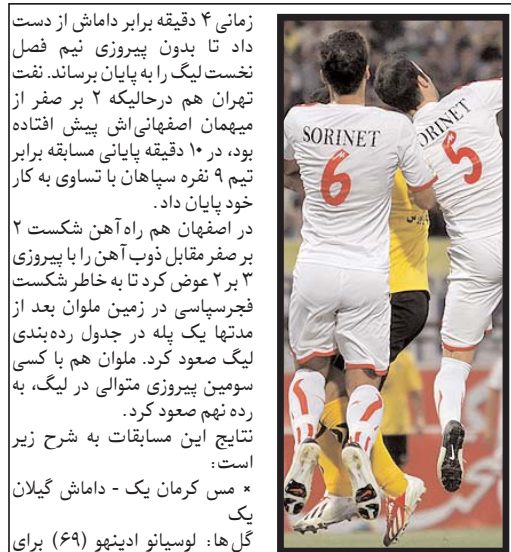 زمانی ۴ دقیقه برابر داماش از دست
داد تا بدون پیروزی نیم فصل
نخست لیگ را به پایان برساند. نفت
تهران هم درحالیکه ۲ بر صفر از
میهمان اصفهانی‌اش پیش افتاده
بود، در ۱۰ دقیقه پایانی مسابقه برابر
تیم ۹ نفره سپاهان با تساوی به کار
خود پایان داد.
در اصفهان هم راه‌آهن شکست ۲
بر صفر مقابل ذوب آهن را با پیروزی
۳ بر ۲ عوض کرد تا به خاطر شکست
فجرسپاسی در زمین ملوان بعد از
مدتها یک پله در جدول رده‌بندی
لیگ صعود کرد. ملوان هم با کسی
سومین پیروزی متوالی در لیگ، به
رده نهم صعود کرد.
نتایج این مسابقات به شرح زیر
است:
* مس کرمان یک - داماش گیلان
یک
گل‌ها: لوسیانو ادینهو (۶۹) برای
SORINET
6
ORINET
5